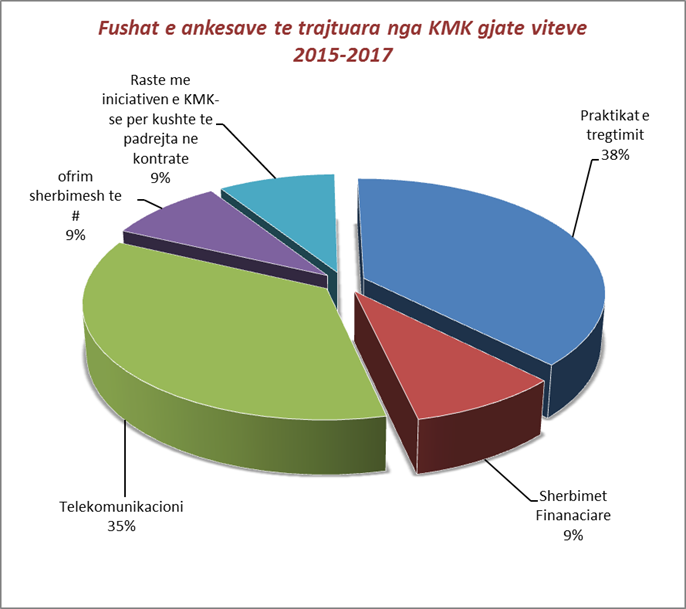 Fushat e ankesave te trajtuara nga KMK gjate viteve
2015-2017
Raste me
iniciativen e KMK-
se per kushte te
padrejta ne
kontrate
9%
Praktikat e
tregtimit
38%
ofrim
sherbimesh te
#
9%
Telekomunikacioni
35%
Sherbimet
Finanaciare
9%